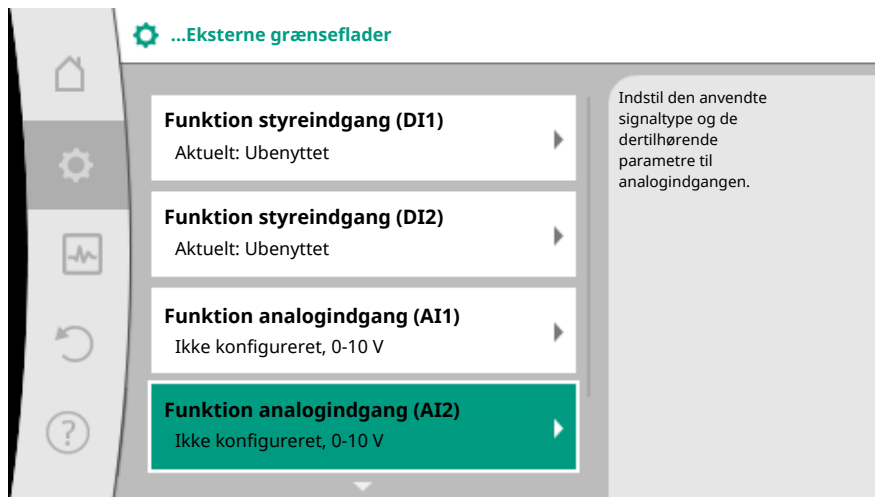 ...Eksterne grænseflader
Funktion styreindgang (DI1)
Aktuelt: Ubenyttet
Funktion styreindgang (DI2)
Aktuelt: Ubenyttet
Funktion analogindgang (AI1)
Ikke konfigureret, 0-10 V
Funktion analogindgang (AI2)
Ikke konfigureret, 0-10 V
Indstil den anvendte
signaltype og de
dertilhørende
parametre til
analogindgangen.